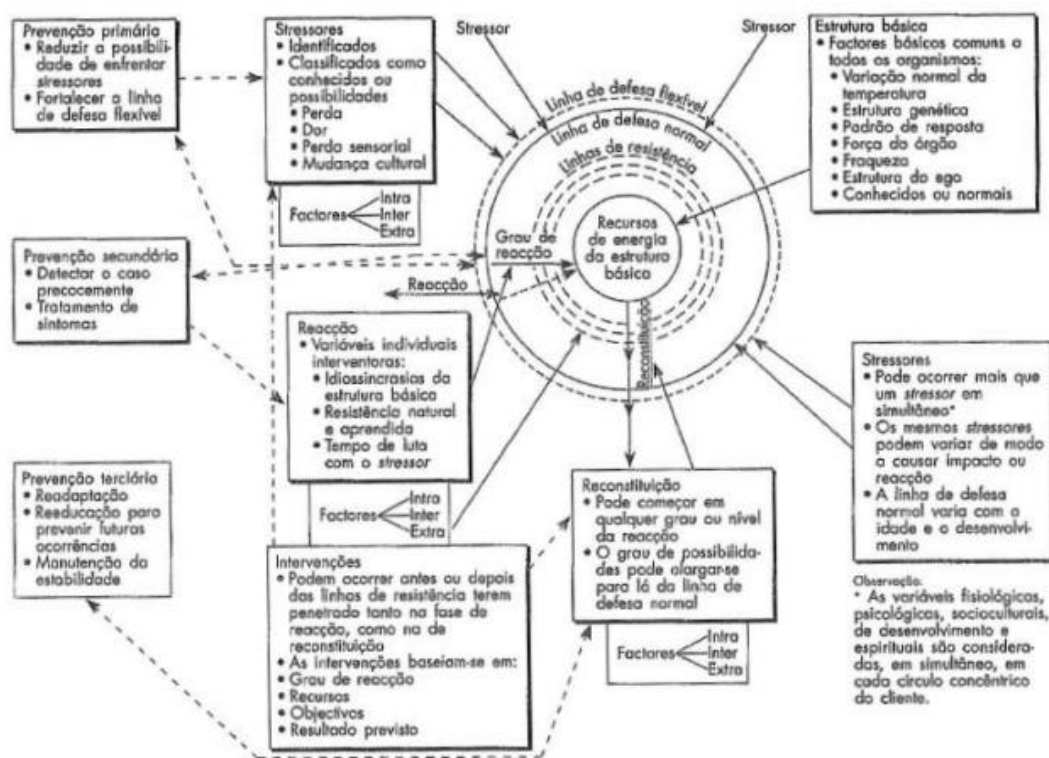 Prevenção primária
• Reduzir a possibili-
dade de enfrentar
stressores
• Fortalecer a linha
de defesa flexível
Stressores
• Identificados
• Classificados como
conhecidos ou
possibilidades
• Perda
• Dor
• Perda sensorial
• Mudança cultural
Factores
Intra
Inter
Extra
Stressor
Stressor
Linha de defesa flexível
Linha de defesa normal
Linhas de resistência
Recursos
de energia
da estrutura
básica
Grau de
reacção
Reacção
Reconstituição
Estrutura básica
• Factores básicos comuns a
todos os organismos:
• Variação normal da
temperatura
• Estrutura genética
• Padrão de resposta
• Força do órgão
• Fraqueza
• Estrutura do ego
• Conhecidos ou normais
Prevenção secundária
• Detectar o caso
precocemente
• Tratamento de
sintomas
Reacção
• Variáveis individuais
interventoras:
• Idiossincrasias da
estrutura básica
• Resistência natural
e aprendida
• Tempo de luta
com o stressor
Factores
Intra
Inter
Extra
Stressores
• Pode ocorrer mais que
um stressor em
simultâneo*
• Os mesmos stressores
podem variar de modo
a causar impacto ou
reacção
• A linha de defesa
normal varia com a
idade e o desenvolvi-
mento
Prevenção terciária
• Readaptação
• Reeducação para
prevenir futuras
ocorrências
• Manutenção da
estabilidade
Intervenções
• Podem ocorrer antes ou depois
das linhas de resistência terem
penetrado tanto na fase de
reacção, como na de
reconstituição
• As intervenções baseiam-se em:
• Grau de reacção
• Recursos
• Objectivos
• Resultado previsto
Reconstituição
• Pode começar em
qualquer grau ou nível
da reacção
• O grau de possibilida-
des pode alargar-se
para lá da linha de
defesa normal
Factores
Intra
Inter
Extra
Observação:
* As variáveis fisiológicas,
psicológicas, socioculturais,
de desenvolvimento e
espirituais são considera-
das, em simultâneo, em
cada círculo concêntrico
do cliente.